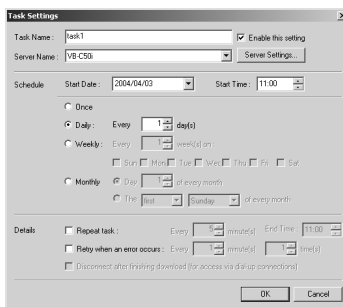 Task Settings
Task Name : task1 Enable this setting
Server Name : VB-C50i Server Settings...
Schedule Start Date : 2004/04/03 Start Time : 11:00
Once
Daily : Every 1 day(s)
Weekly : Every 1 week(s) on :
Sun Mon Tue Wed Thu Fri Sat
Monthly Day 1 of every month
The first Sunday of every month
Details Repeat task : Every 5 minute(s) End Time 11:00
Retry when an error occurs : Every 1 minute(s) 1 time(s)
Disconnect after finishing download (for access via dial-up connections)
OK Cancel